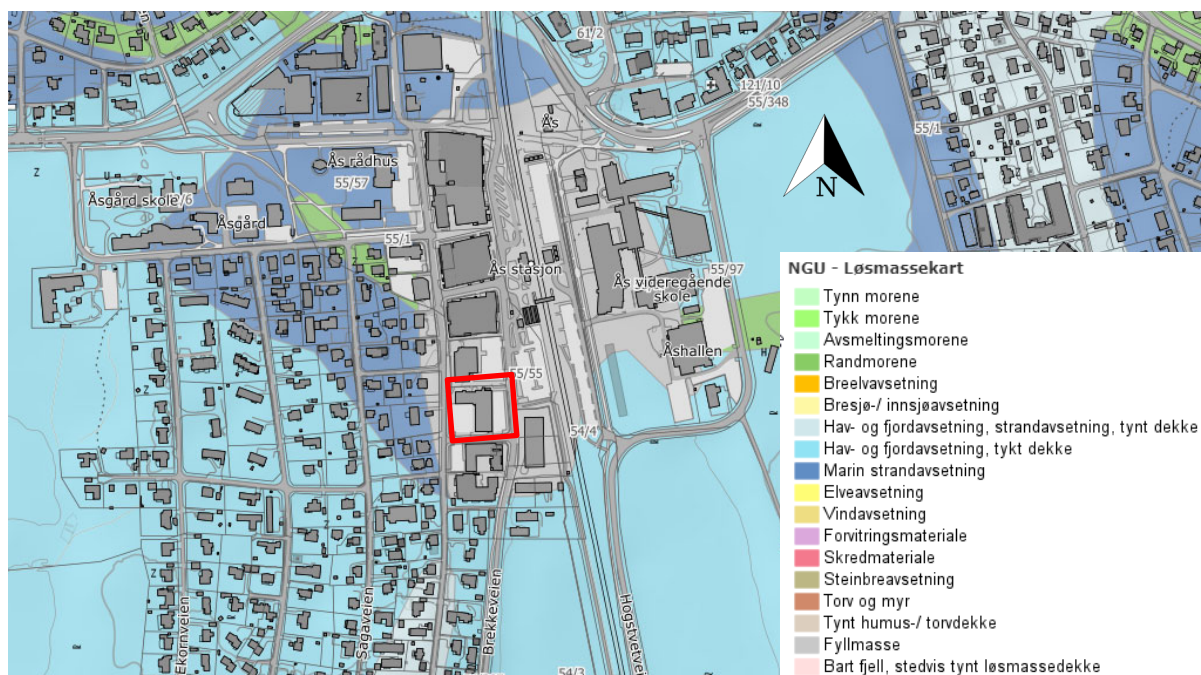 61/2
121/10
55/348
Ås
55/1
Z
Z
Ås rådhus
55/57
U
Åsgård skole
/6
Åsgård
55/1
N
Z
Ås stasjon
55/97
Ås videregående
skole
Åshallen
H
55/55
Z
54/4
Z
Z
Ekornveien
Sagaveien
Brekkeveien
Hogstvetvei
54/3
NGU - Løsmassekart
Tynn morene
Tykk morene
Avsmeltingsmorene
Randmorene
Breelvavsetning
Bresjø-/ innsjøavsetning
Hav- og fjordavsetning, strandavsetning, tynt dekke
Hav- og fjordavsetning, tykt dekke
Marin strandavsetning
Elveavsetning
Vindavsetning
Forvitringsmateriale
Skredmateriale
Steinbreavsetning
Torv og myr
Tynt humus-/ torvdekke
Fyllmasse
Bart fjell, stedvis tynt løsmassedekke